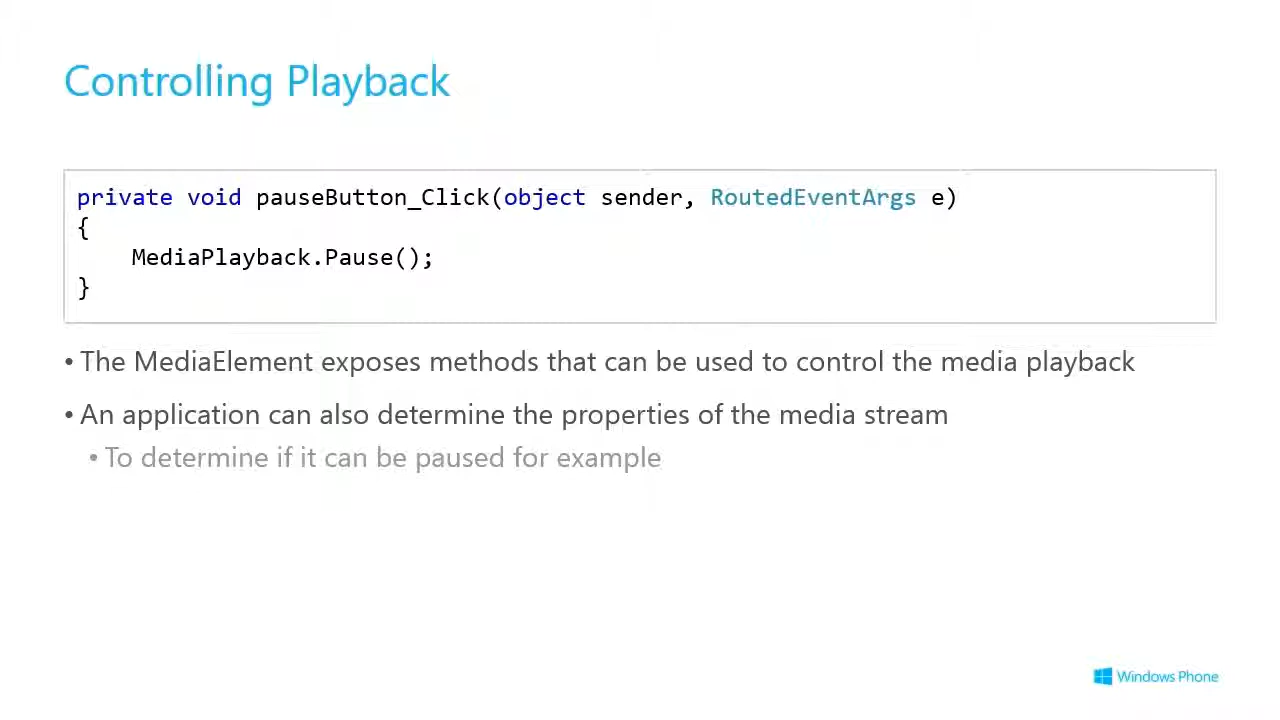 Controlling Playback
private void pauseButton_Click(object sender, RoutedEventArgs e)
{
    MediaPlayback.Pause();
}
• The MediaElement exposes methods that can be used to control the media playback
• An application can also determine the properties of the media stream
• To determine if it can be paused for example
Windows Phone